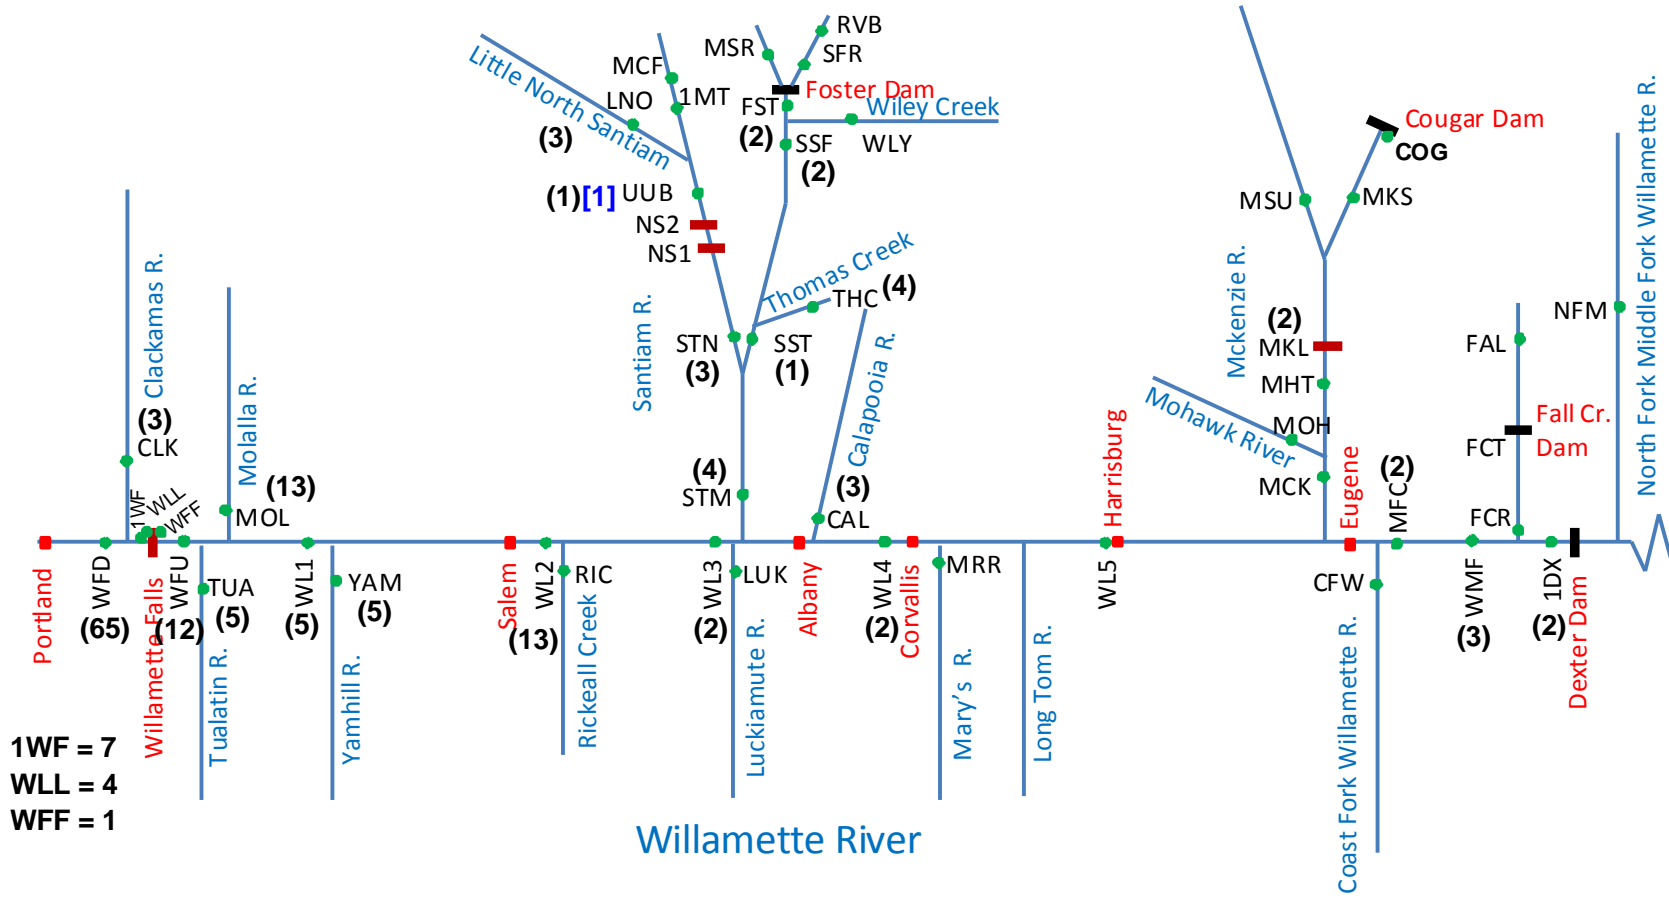 RVB
MSR
SFR
MCF
Little North Santiam
LNO
1MT
Foster Dam
FST
Wiley Creek
(3)
(2)
SSF
WLY
(2)
Cougar Dam
COG
(1)[1] UUB
NS2
NS1
MSU
MKS
North Fork Middle Fork Willamette R.
Clackamas R.
Thomas Creek
THC (4)
Santiam R.
STN
(3)
SST
(1)
Calapooia R.
Mckenzie R.
(2)
MKL
MHT
Mohawk River
MOH
MCK
NFM
FAL
Fall Cr.
Dam
FCT
FCR
(3)
CLK
Molalla R.
(13)
MOL
1WF
WLL
WFF
(4)
STM
(3)
CAL
Harrisburg
Eugene
(2)
MFC
Portland
WFD
(65)
Willamette Falls
WFU
(12)
TUA
(5)
Tualatin R.
WL1
(5)
YAM
(5)
Yamhill R.
Salem
WL2
(13)
RIC
Rickeall Creek
WL3
(2)
LUK
Luckiamute R.
Albany
WL4
(2)
Corvallis
MRR
Mary's R.
Long Tom R.
WL5
CFW
Coast Fork Willamette R.
WMF
(3)
1DX
(2)
Dexter Dam
1WF = 7
WLL = 4
WFF = 1
Willamette River